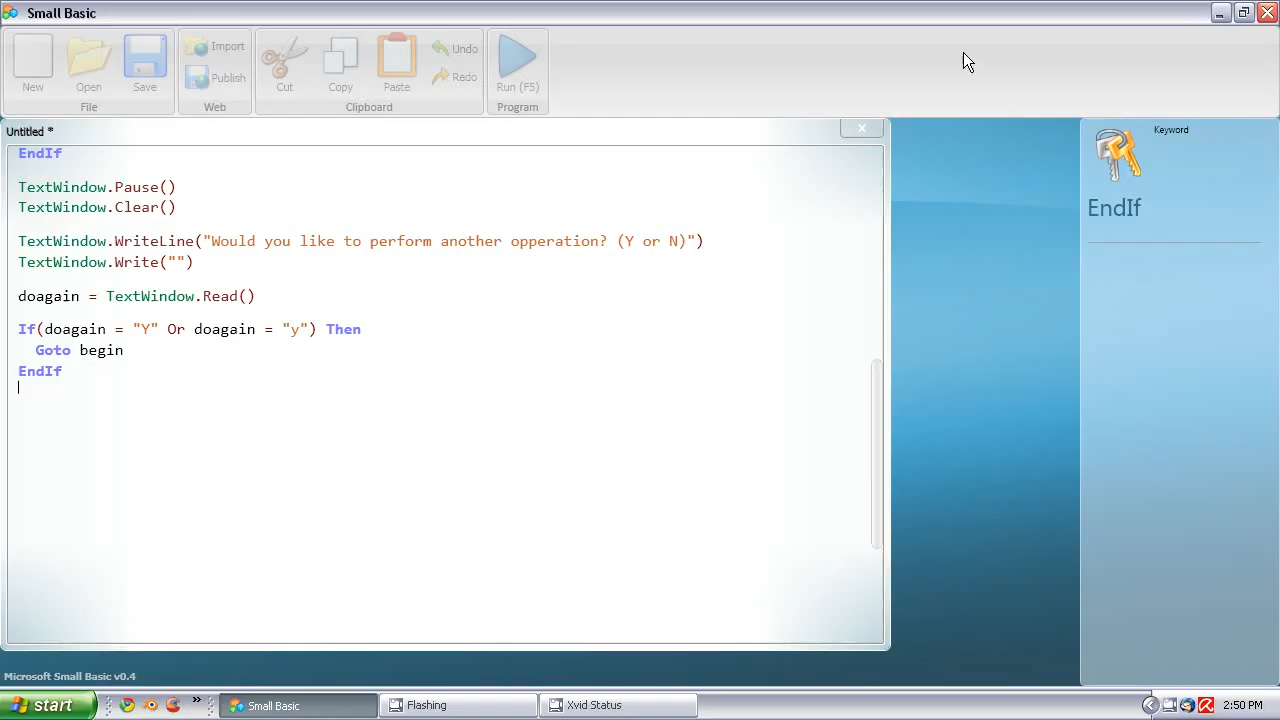 Small Basic
New
Open
Save
Import
Publish
Cut
Copy
Paste
Undo
Redo
Run (F5)
File
Web
Clipboard
Program
Untitled *
x
EndIf
TextWindow.Pause()
TextWindow.Clear()
TextWindow.WriteLine("Would you like to perform another opperation? (Y or N)")
TextWindow.Write("")
doagain = TextWindow.Read()
If(doagain = "Y" Or doagain = "y") Then
Goto begin
EndIf
Keyword
EndIf
Microsoft Small Basic v0.4
start
Small Basic
Flashing
Xvid Status
2:50 PM